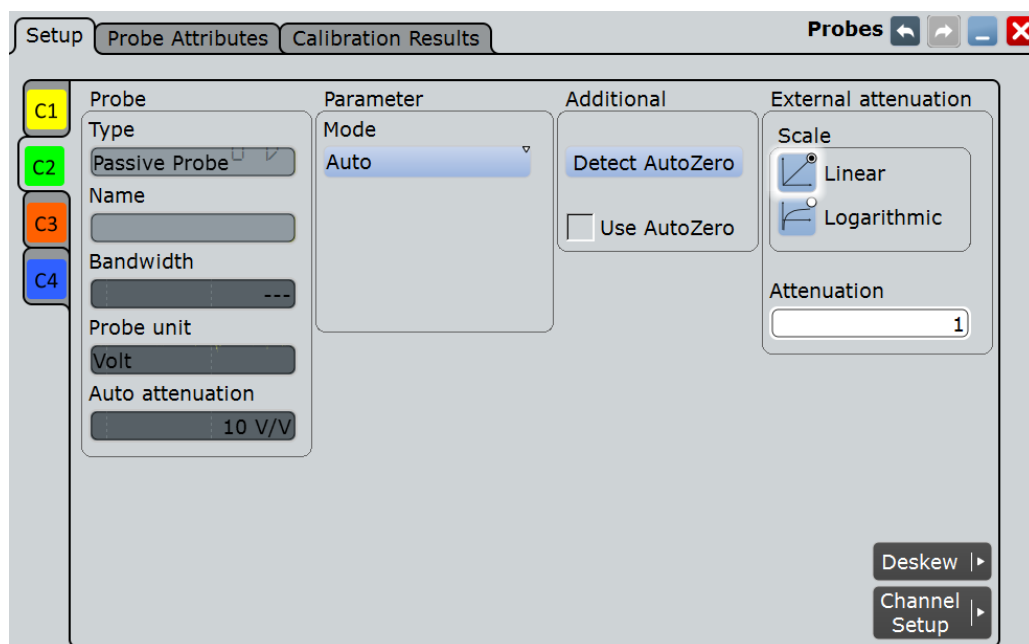 Setup
Probe Attributes
Calibration Results
Probes
C1
C2
C3
C4
Probe
Type
Passive Probe
Name
Bandwidth
---
Probe unit
Volt
Auto attenuation
10 V/V
Parameter
Mode
Auto
Additional
Detect AutoZero
Use AutoZero
External attenuation
Scale
Linear
Logarithmic
Attenuation
1
Deskew
Channel
Setup